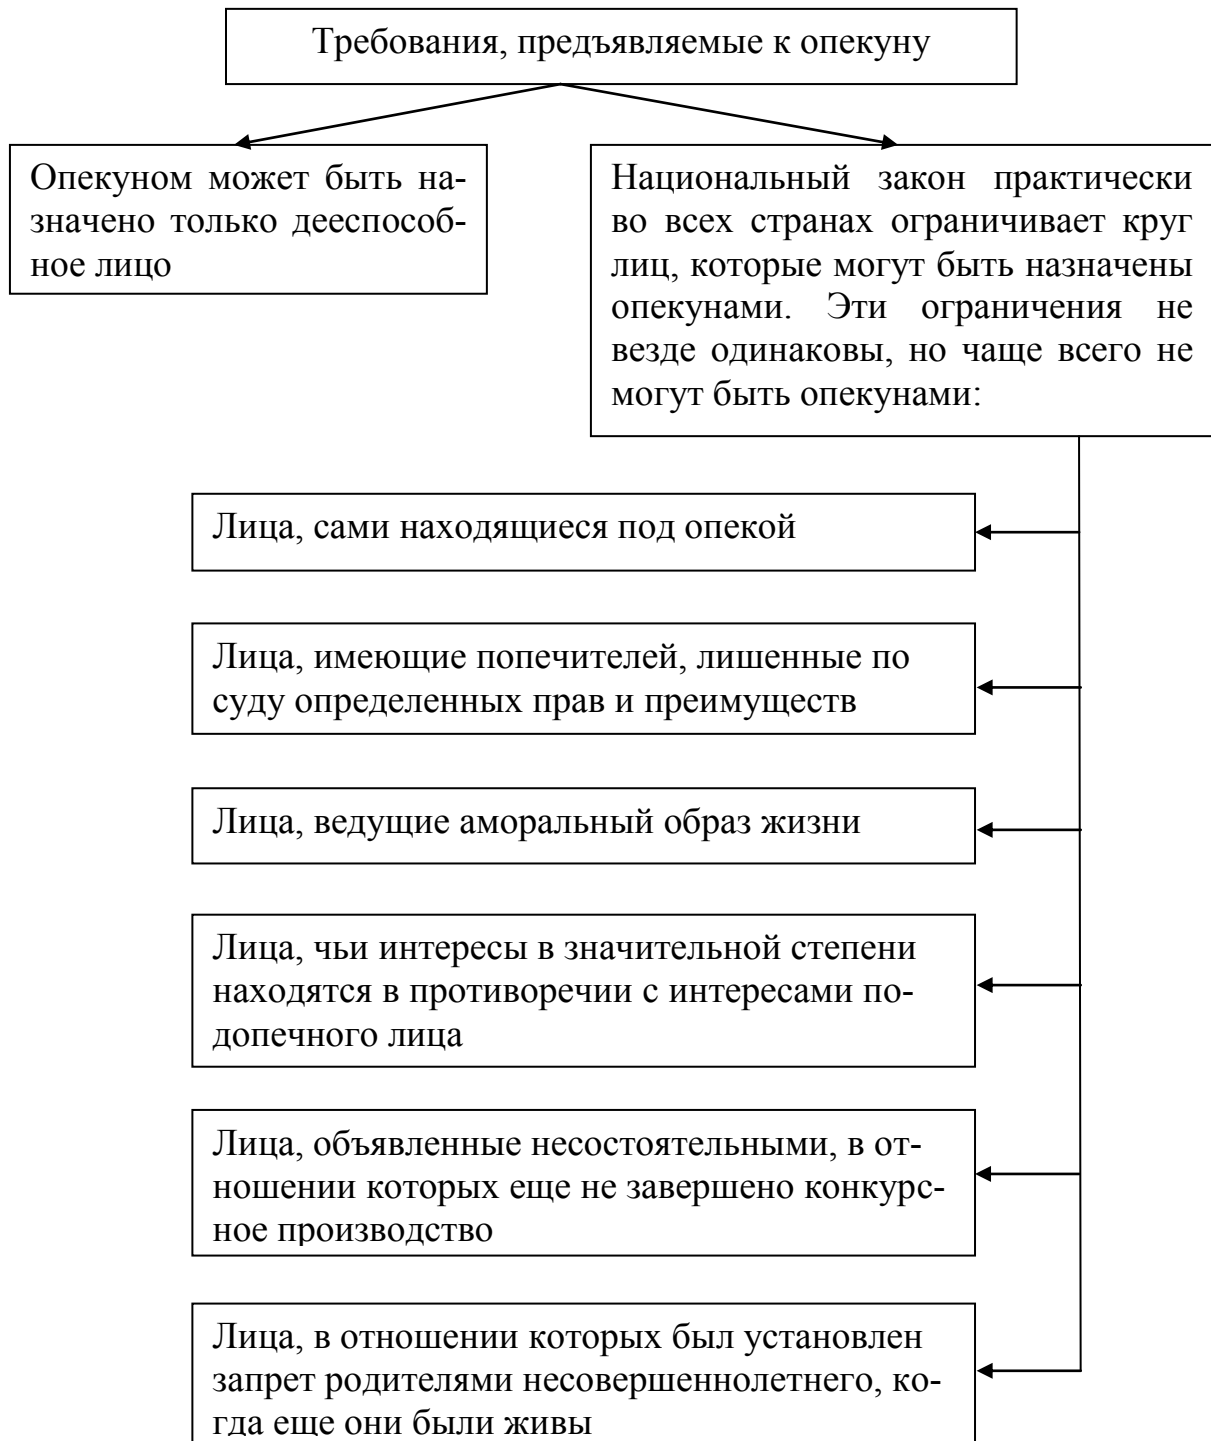 Требования, предъявляемые к опекуну
Опекуном может быть на-
значено только дееспособ-
ное лицо
Национальный закон практически
во всех странах ограничивает круг
лиц, которые могут быть назначены
опекунами. Эти ограничения не
везде одинаковы, но чаще всего не
могут быть опекунами:
Лица, сами находящиеся под опекой
Лица, имеющие попечителей, лишенные по
суду определенных прав и преимуществ
Лица, ведущие аморальный образ жизни
Лица, чьи интересы в значительной степени
находятся в противоречии с интересами по-
допечного лица
Лица, объявленные несостоятельными, в от-
ношении которых еще не завершено конкурс-
ное производство
Лица, в отношении которых был установлен
запрет родителями несовершеннолетнего, ко-
гда еще они были живы